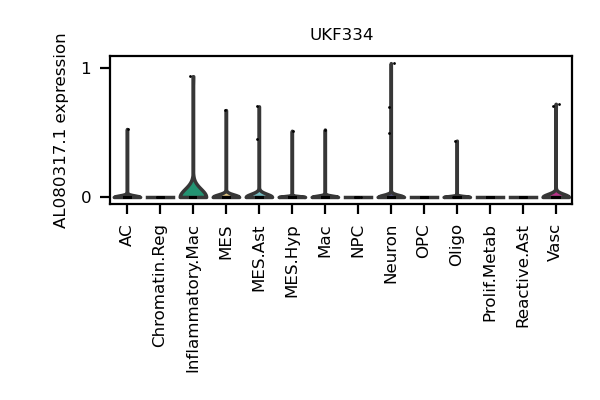 UKF334
AL080317.1 expression
1
0
AC
Chromatin.Reg
Inflammatory.Mac
MES
MES.Ast
MES.Hyp
Mac
NPC
Neuron
OPC
Oligo
Prolif.Metab
Reactive.Ast
Vasc